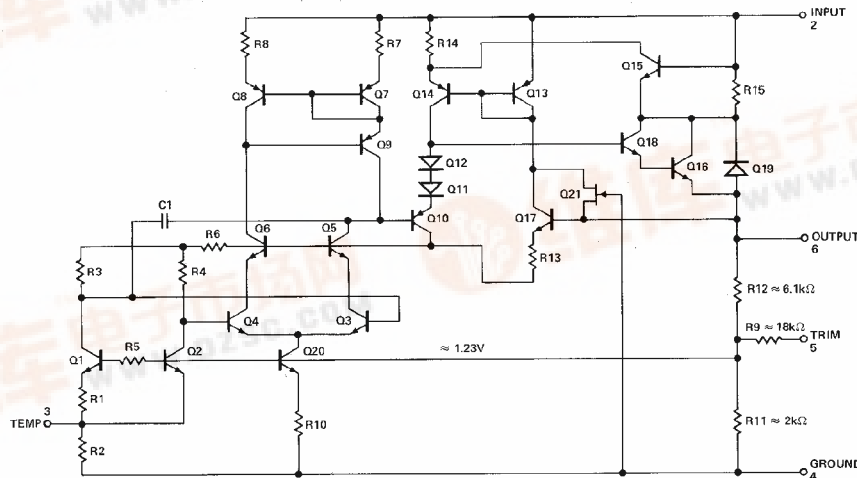 INPUT
2
R8
R7
R14
Q15
Q8
Q7
Q14
Q13
R15
Q9
Q18
Q12
Q16
Q19
Q11
Q21
C1
Q10
Q17
R6
Q6
Q5
OUTPUT
6
R3
R4
R13
R12 ≈ 6.1kΩ
Q4
Q3
R9 ≈ 18kΩ
TRIM
5
R5
Q1
Q2
Q20
≈ 1.23V
R1
TEMP
3
R10
R11 ≈ 2kΩ
R2
GROUND
4